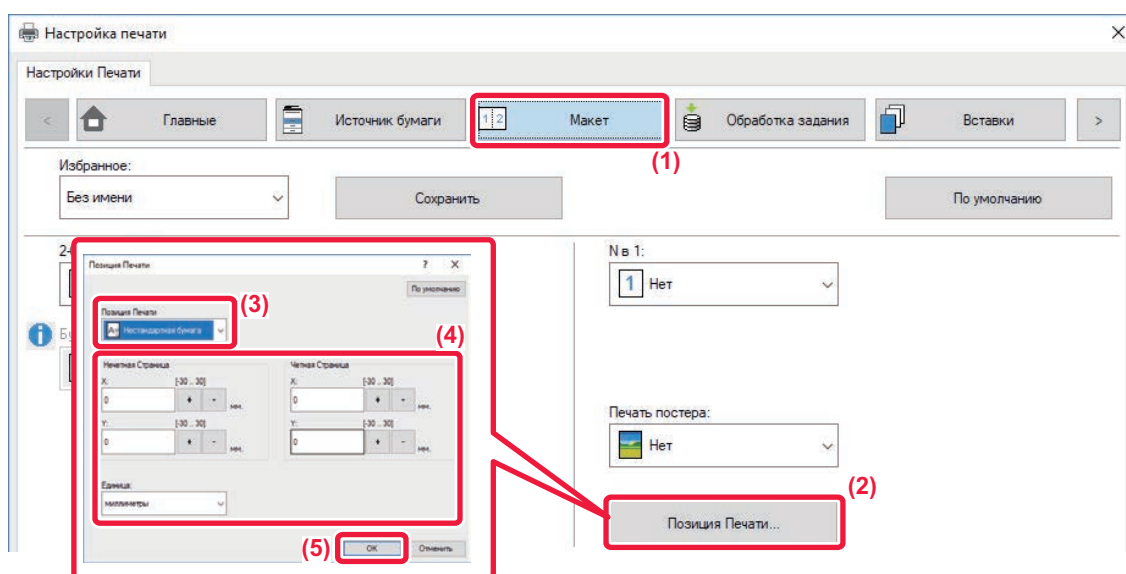 Настройка печати
Настройки Печати
< Главные Источник бумаги 1 2 Макет Обработка задания Вставки >
(1)
Избранное:
Без имени Сохранить По умолчанию
2-
Позиция Печати ? X
По умолчанию
(3)
Позиция Печати
Нестандартная бумага
(4)
Нечетная Страница Четная Страница
X: [-30 .. 30] X: [-30 .. 30]
0 + - мм. 0 + - мм.
Y: [-30 .. 30] Y: [-30 .. 30]
0 + - мм. 0 + - мм.
Единица:
миллиметры
(5) OK Отменить
N в 1:
1 Нет
Печать постера:
Нет
(2)
Позиция Печати...